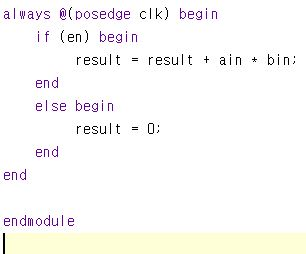 always @(posedge clk) begin
    if (en) begin
         result = result + ain * bin;
    end
    else begin
         result = 0;
    end
end

endmodule